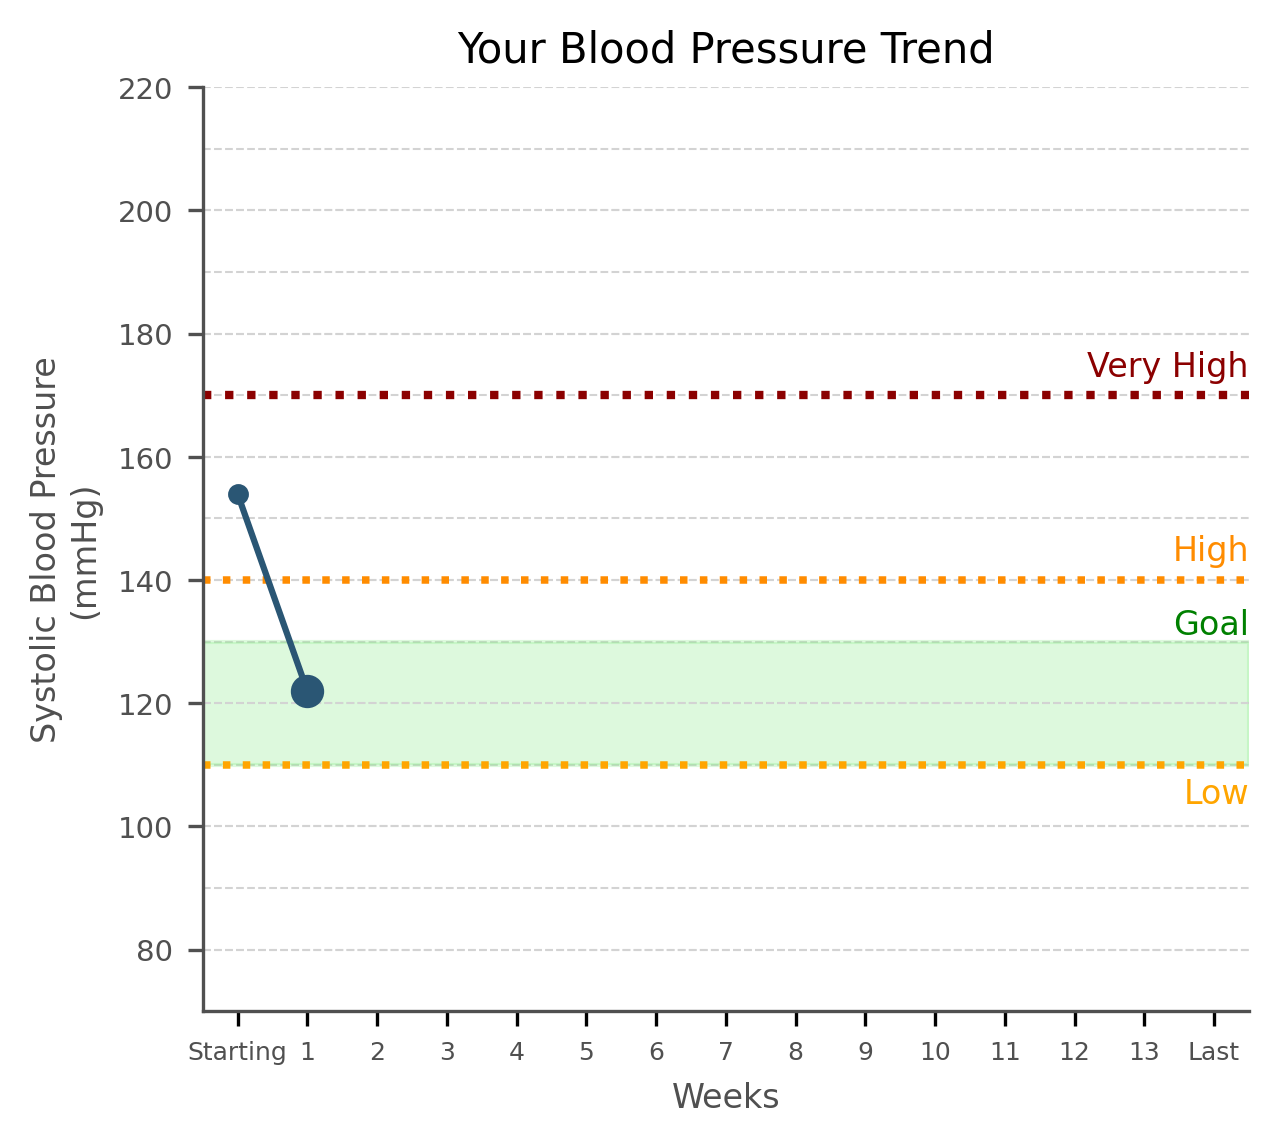 Your Blood Pressure Trend
220
200
180
Very High
160
High
140
Goal
120
Low
100
80
Systolic Blood Pressure
(mmHg)
Starting 1 2 3 4 5 6 7 8 9 10 11 12 13 Last
Weeks